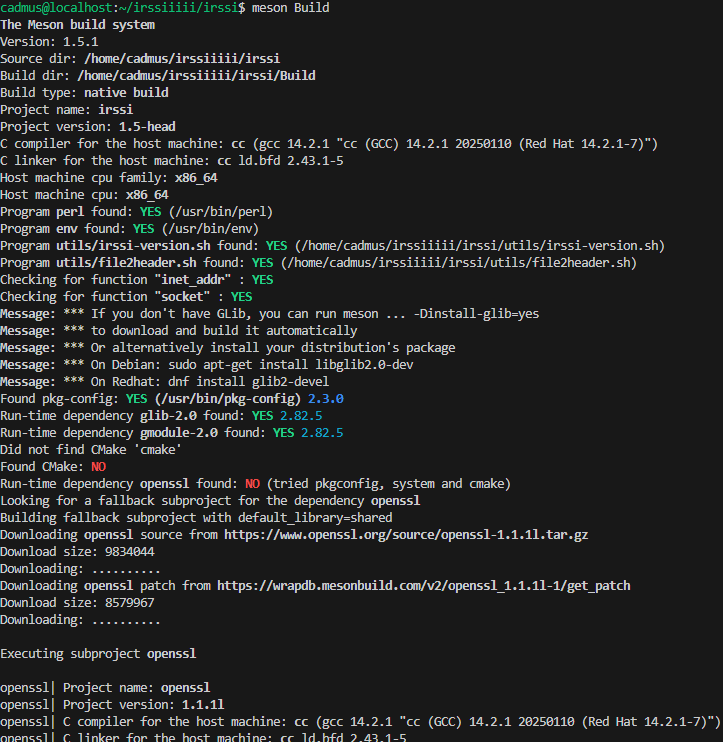 cadmus@localhost:~/irssiiiii/irssi$ meson Build
The Meson build system
Version: 1.5.1
Source dir: /home/cadmus/irssiiiii/irssi
Build dir: /home/cadmus/irssiiiii/irssi/Build
Build type: native build
Project name: irssi
Project version: 1.5-head
C compiler for the host machine: cc (gcc 14.2.1 "cc (GCC) 14.2.1 20250110 (Red Hat 14.2.1-7)")
C linker for the host machine: cc ld.bfd 2.43.1-5
Host machine cpu family: x86_64
Host machine cpu: x86_64
Program perl found: YES (/usr/bin/perl)
Program env found: YES (/usr/bin/env)
Program utils/irssi-version.sh found: YES (/home/cadmus/irssiiiii/irssi/utils/irssi-version.sh)
Program utils/file2header.sh found: YES (/home/cadmus/irssiiiii/irssi/utils/file2header.sh)
Checking for function "inet_addr" : YES
Checking for function "socket" : YES
Message: *** If you don't have GLib, you can run meson ... -Dinstall-glib=yes
Message: *** to download and build it automatically
Message: *** Or alternatively install your distribution's package
Message: *** On Debian: sudo apt-get install libglib2.0-dev
Message: *** On Redhat: dnf install glib2-devel
Found pkg-config: YES (/usr/bin/pkg-config) 2.3.0
Run-time dependency glib-2.0 found: YES 2.82.5
Run-time dependency gmodule-2.0 found: YES 2.82.5
Did not find CMake 'cmake'
Found CMake: NO
Run-time dependency openssl found: NO (tried pkgconfig, system and cmake)
Looking for a fallback subproject for the dependency openssl
Building fallback subproject with default_library=shared
Downloading openssl source from https://www.openssl.org/source/openssl-1.1.1l.tar.gz
Download size: 9834044
Downloading: ..........
Downloading openssl patch from https://wrapdb.mesonbuild.com/v2/openssl_1.1.1l-1/get_patch
Download size: 8579967
Downloading: ..........
Executing subproject openssl
openssl| Project name: openssl
openssl| Project version: 1.1.1l
openssl| C compiler for the host machine: cc (gcc 14.2.1 "cc (GCC) 14.2.1 20250110 (Red Hat 14.2.1-7)")
openssl| C linker for the host machine: cc ld.bfd 2.43.1-5